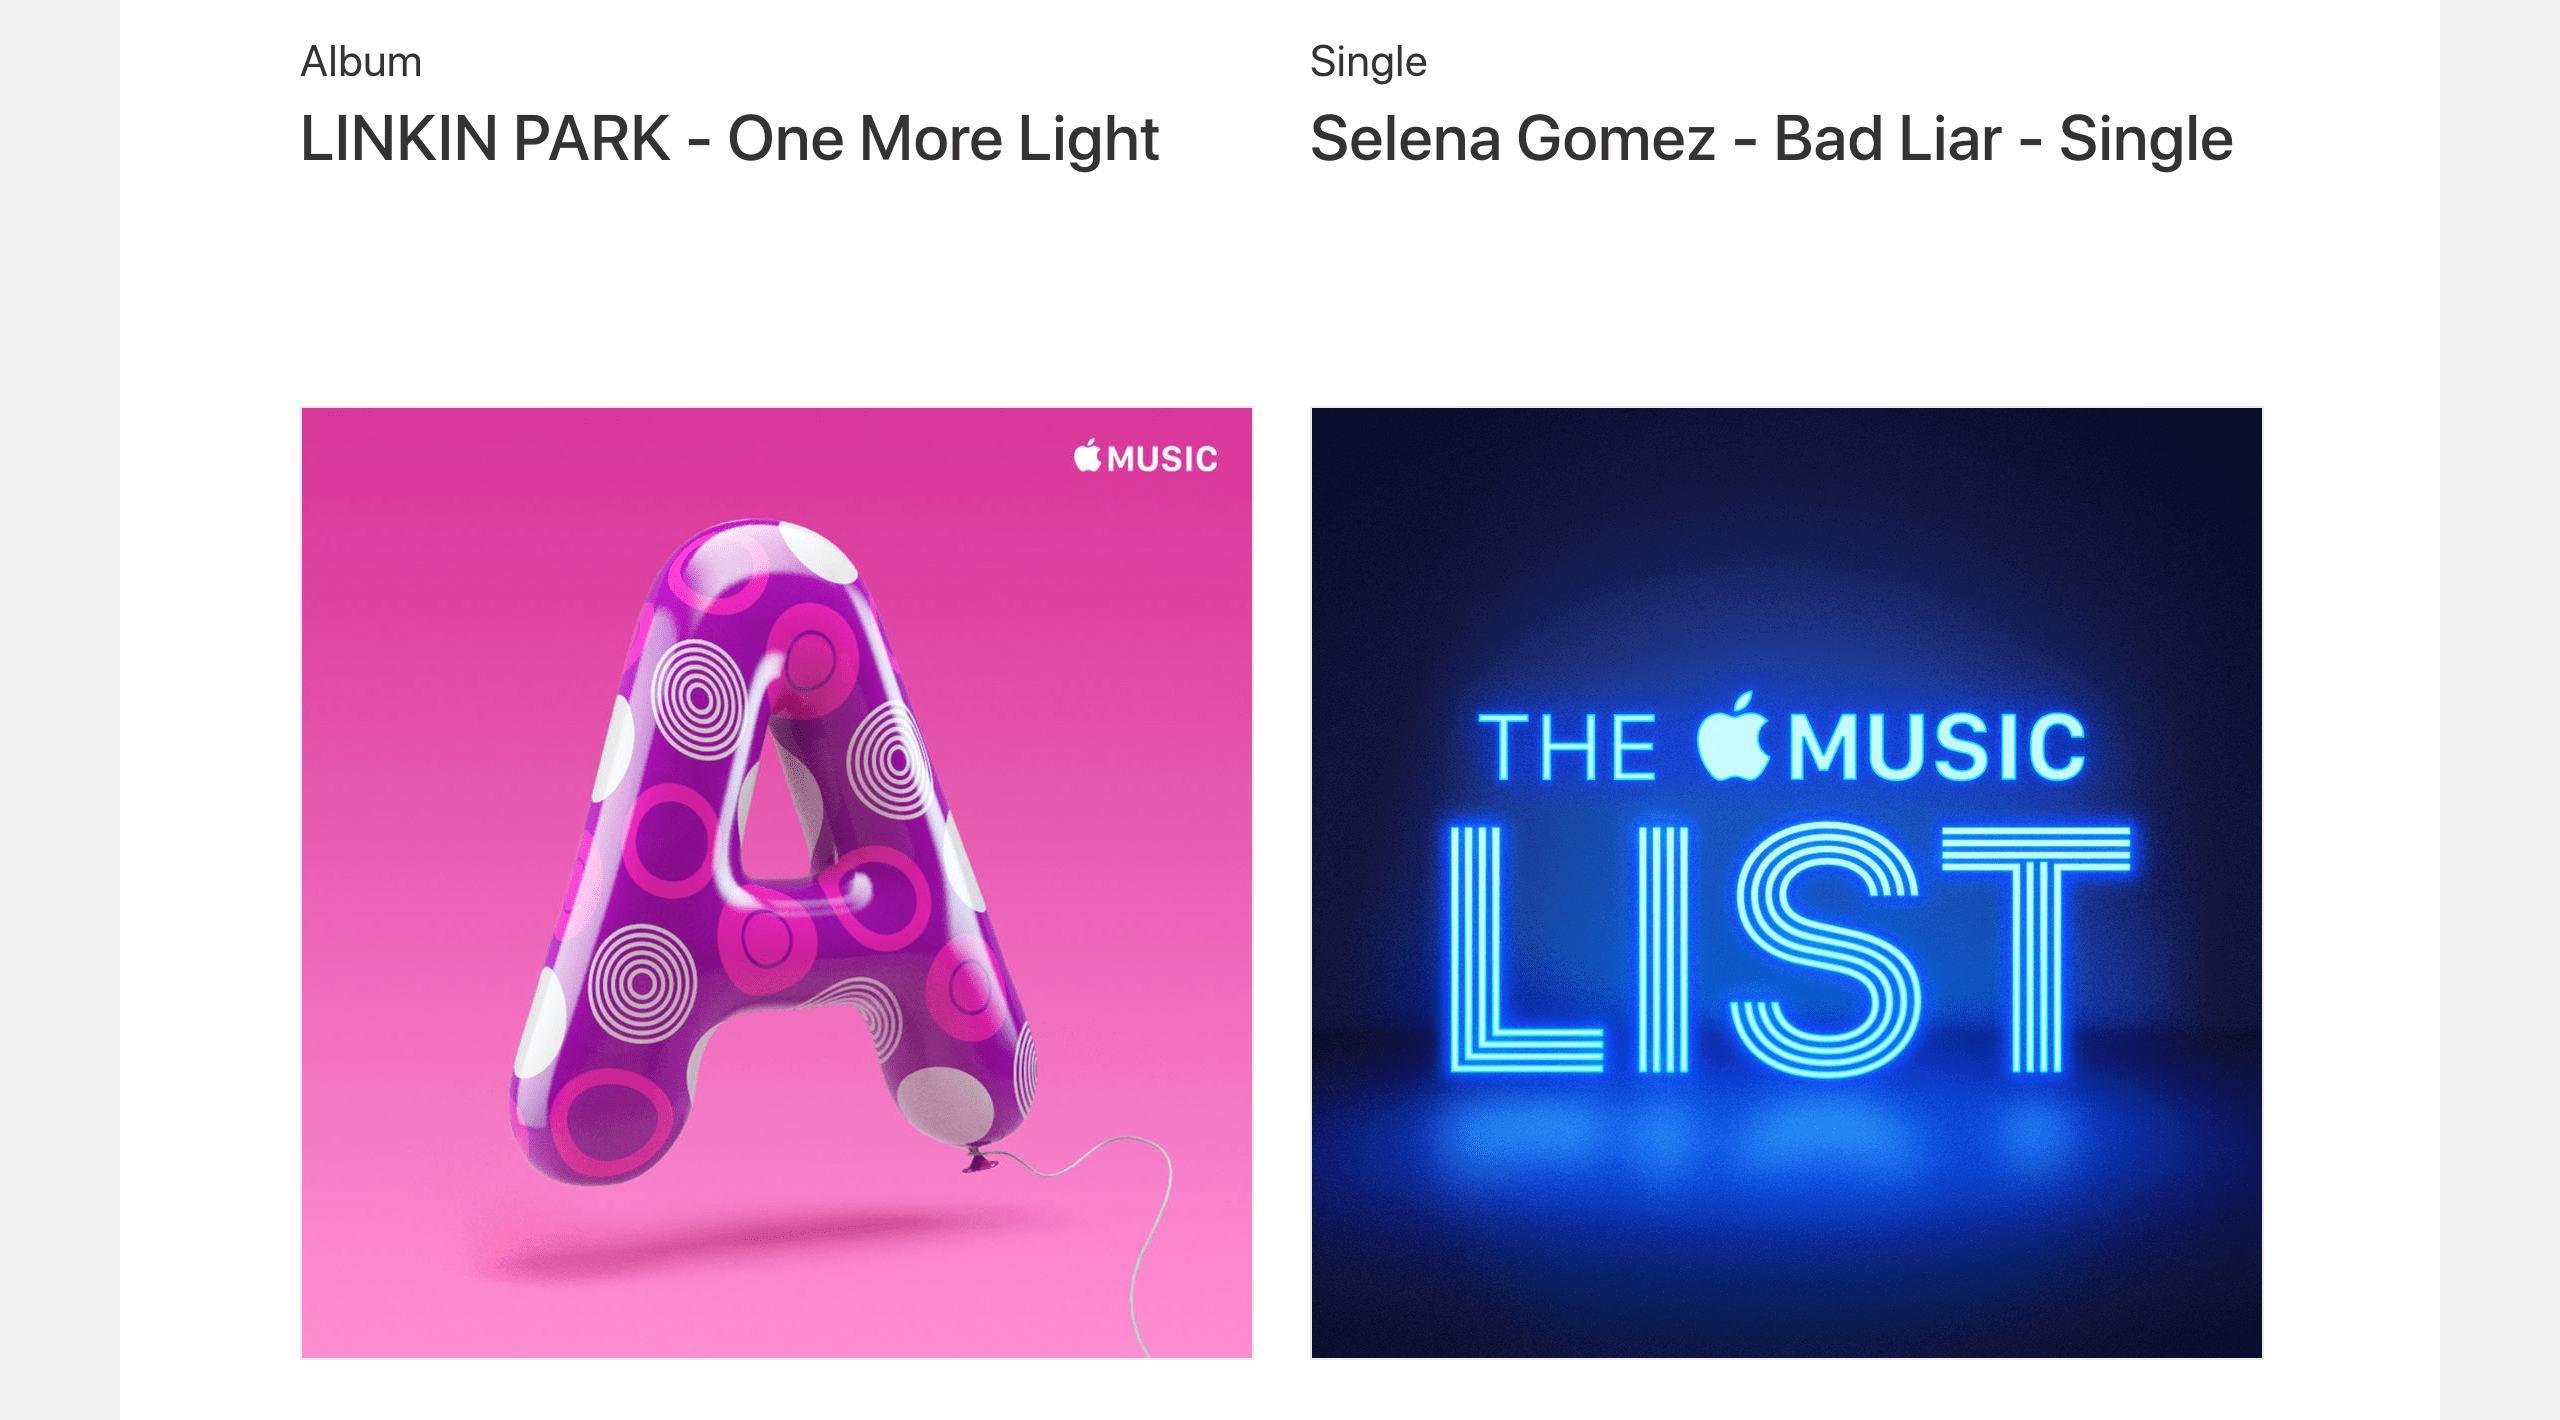 Album
LINKIN PARK - One More Light
Single
Selena Gomez - Bad Liar - Single
MUSIC
A
THE MUSIC
LIST